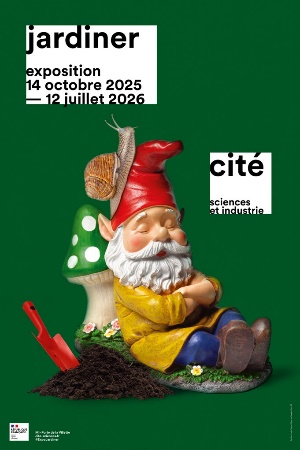 jardiner
exposition
14 octobre 2025
— 12 juillet 2026
cité
sciences
et industrie